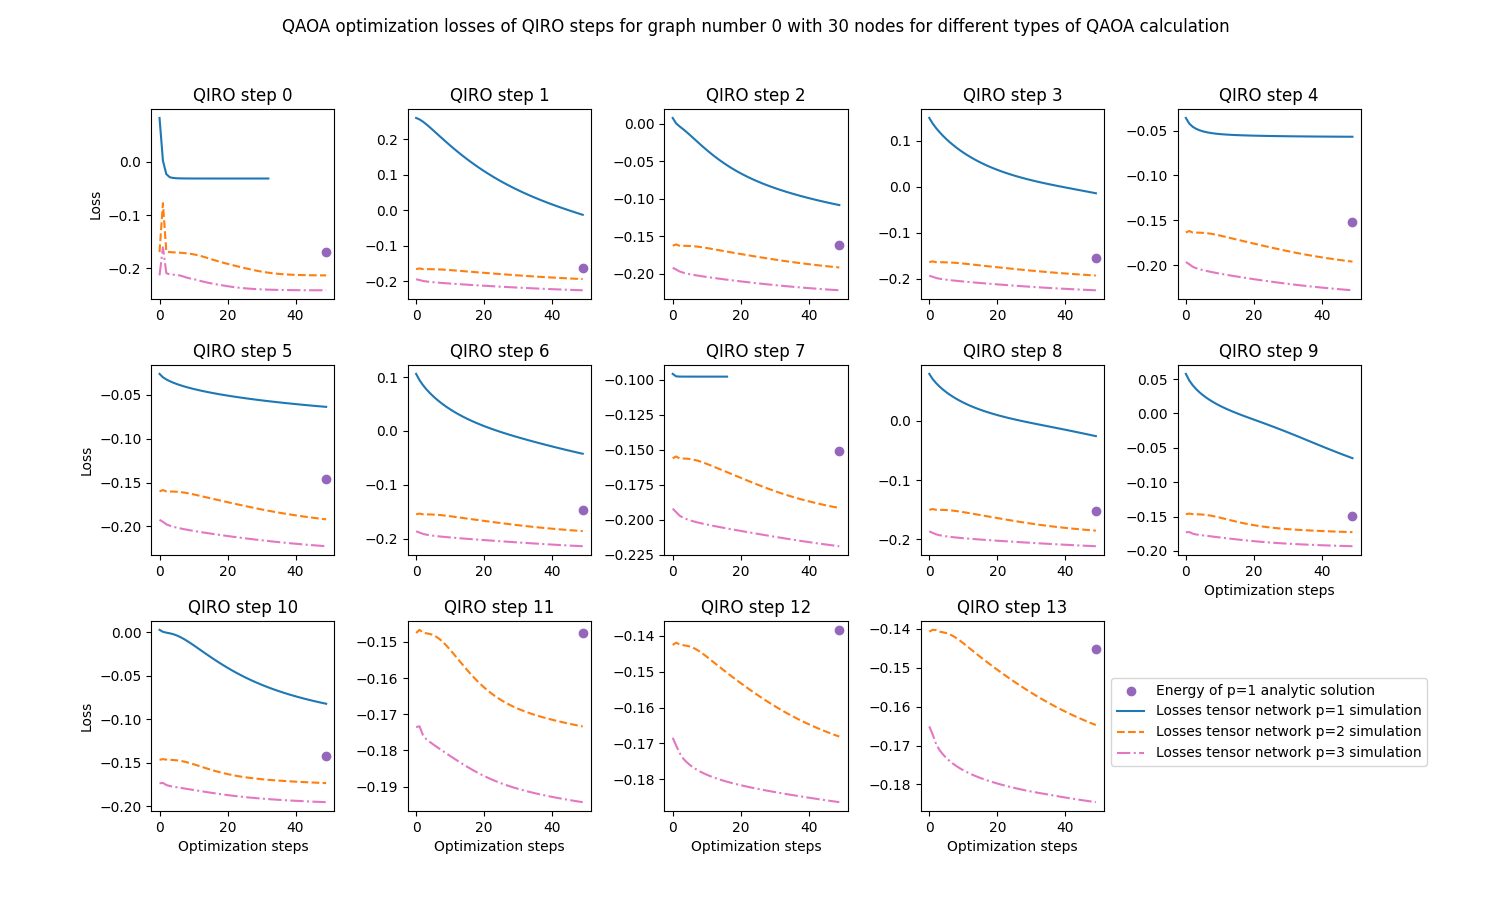 QAOA optimization losses of QIRO steps for graph number 0 with 30 nodes for different types of QAOA calculation
QIRO step 0
Loss
0.0
−0.1
−0.2
0 20 40
QIRO step 1
0.2
0.1
0.0
−0.1
−0.2
0 20 40
QIRO step 2
0.00
−0.05
−0.10
−0.15
−0.20
0 20 40
QIRO step 3
0.1
0.0
−0.1
−0.2
0 20 40
QIRO step 4
−0.05
−0.10
−0.15
−0.20
0 20 40
QIRO step 5
Loss
−0.05
−0.10
−0.15
−0.20
0 20 40
QIRO step 6
0.1
0.0
−0.1
−0.2
0 20 40
QIRO step 7
−0.100
−0.125
−0.150
−0.175
−0.200
−0.225
0 20 40
QIRO step 8
0.0
−0.1
−0.2
0 20 40
QIRO step 9
0.05
0.00
−0.05
−0.10
−0.15
−0.20
0 20 40
Optimization steps
QIRO step 10
Loss
0.00
−0.05
−0.10
−0.15
−0.20
0 20 40
Optimization steps
QIRO step 11
−0.15
−0.16
−0.17
−0.18
−0.19
0 20 40
Optimization steps
QIRO step 12
−0.14
−0.15
−0.16
−0.17
−0.18
0 20 40
Optimization steps
QIRO step 13
−0.14
−0.15
−0.16
−0.17
−0.18
0 20 40
Optimization steps
Energy of p=1 analytic solution
Losses tensor network p=1 simulation
Losses tensor network p=2 simulation
Losses tensor network p=3 simulation